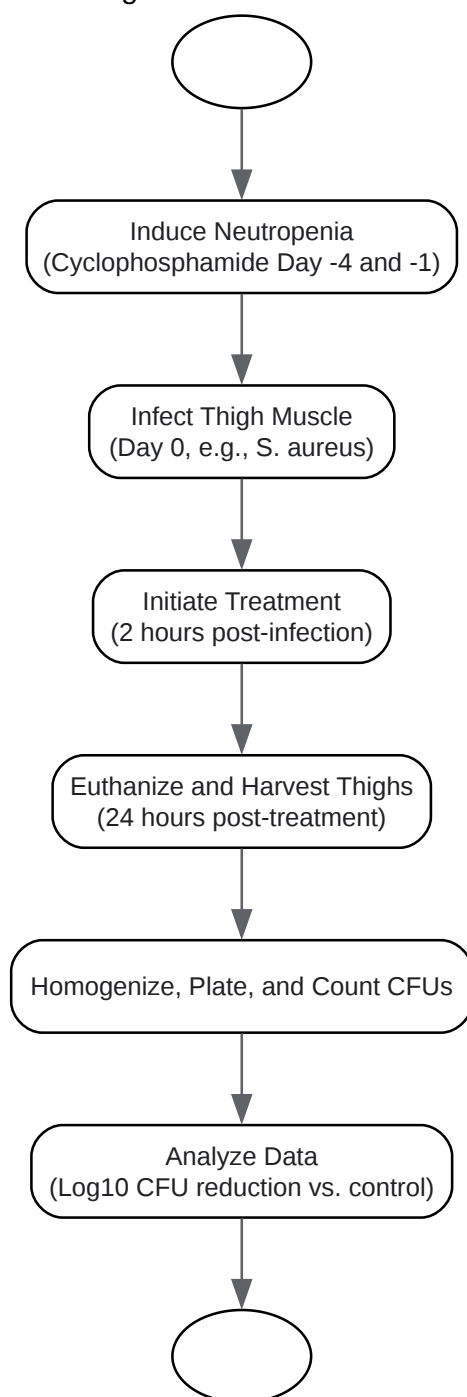 Induce Neutropenia
(Cyclophosphamide Day -4 and -1)
Infect Thigh Muscle
(Day 0, e.g., S. aureus)
Initiate Treatment
(2 hours post-infection)
Euthanize and Harvest Thighs
(24 hours post-treatment)
Homogenize, Plate, and Count CFUs
Analyze Data
(Log10 CFU reduction vs. control)